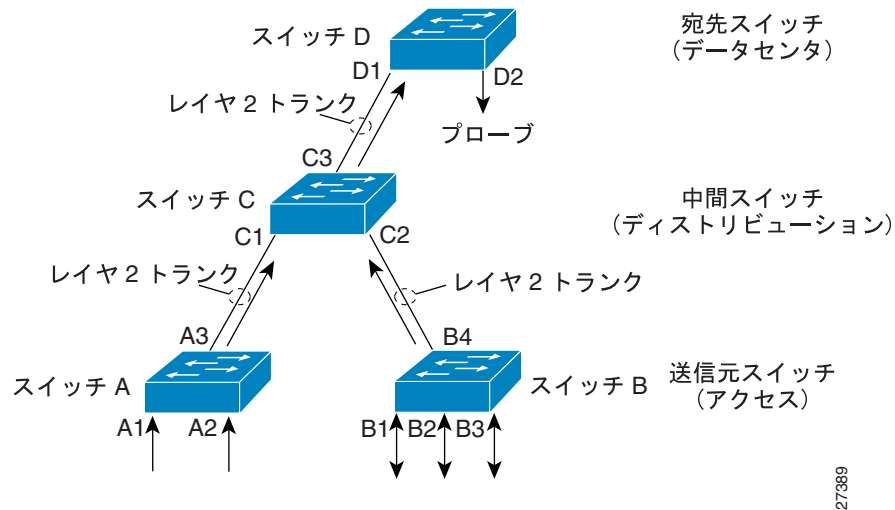 スイッチ D
宛先スイッチ
(データセンタ)
D1
D2
レイヤ 2 トランク
プローブ
C3
スイッチ C
中間スイッチ
(ディストリビューション)
C1
C2
レイヤ 2 トランク
レイヤ 2 トランク
A3
B4
スイッチ A
スイッチ B
送信元スイッチ
(アクセス)
A1
A2
B1
B2
B3
27389